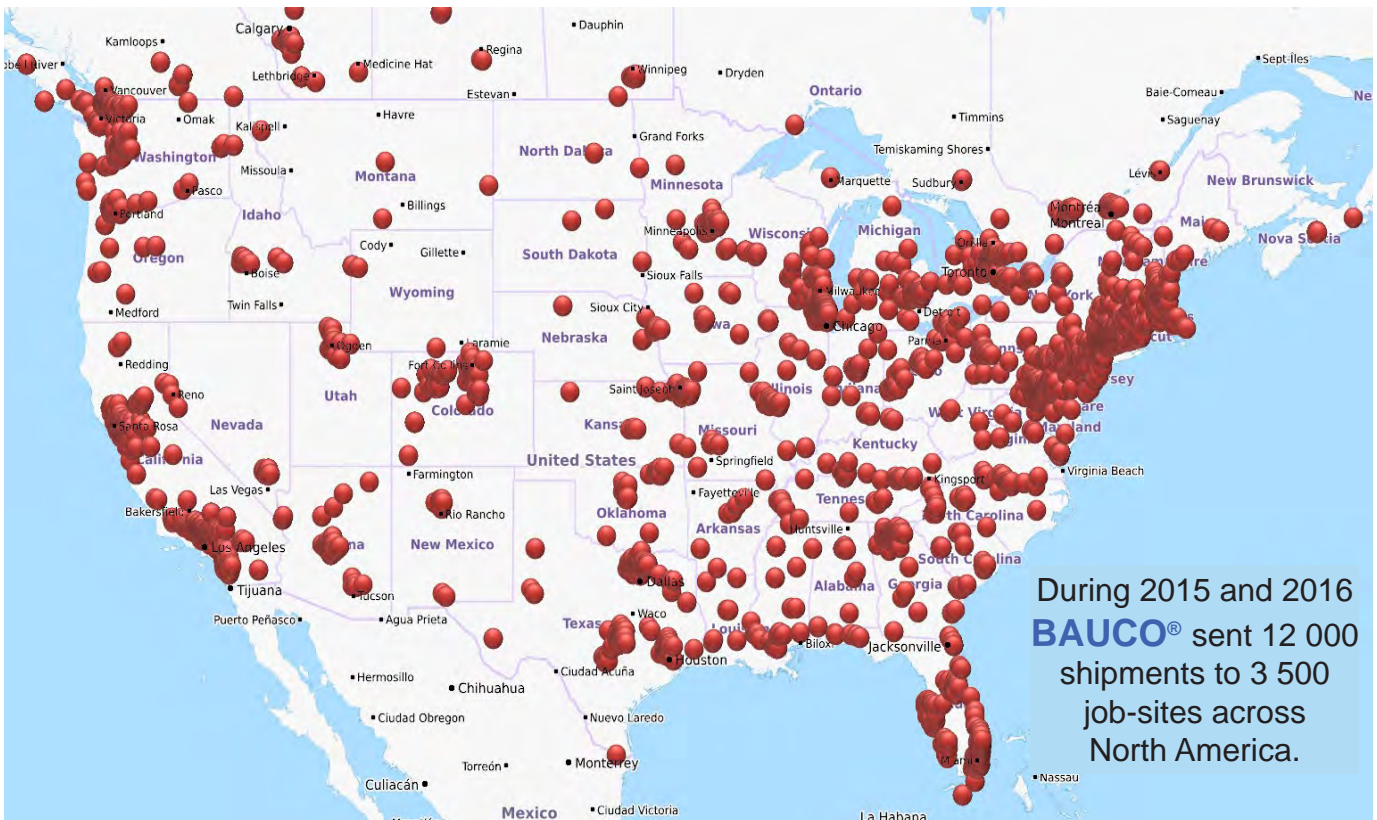 Calgary
Kamloops
Dauphin
Regina
Medicine Hat
Lethbridge
Winnipeg
Dryden
Sept-Îles
Vancouver
Estevan
Ontario
Baie-Comeau
Victoria
Omak
Kalispell
Havre
Timmins
Saguenay
Grand Forks
Washington
North Dakota
Temiskaming Shores
Missoula
Montana
Minnesota
Marquette
Sudbury
Lévis
New Brunswick
Pasco
Portland
Idaho
Billings
Montréa
Montreal
Minneapolis
Michigan
Nova Scotia
Cody
Gillette
Oregon
South Dakota
Boise
Sioux Falls
Toronto
Wyoming
Twin Falls
Medford
Sioux City
Detroit
Chicago
Nebraska
Laramie
Ogden
Redding
Reno
Utah
Colorado
Saint Joseph
Nevada
Santa Rosa
Missouri
Kentucky
United States
Springfield
Farmington
Virginia Beach
Las Vegas
Kingsport
Bakersfield
Rio Rancho
Oklahoma
Fayetteville
Arkansas
Huntsville
Los Angeles
New Mexico
South Carolina
Dallas
Alabama
Georgia
Tijuana
Tucson
Puerto Peñasco
Agua Prieta
Texas
Waco
Jacksonville
Houston
Ciudad Acuña
Hermosillo
Chihuahua
Ciudad Obregon
Nuevo Laredo
Miami
Torreón
Monterrey
Nassau
Culiacán
Mexico
Ciudad Victoria
La Habana
During 2015 and 2016
BAUCO® sent 12 000
shipments to 3 500
job-sites across
North America.